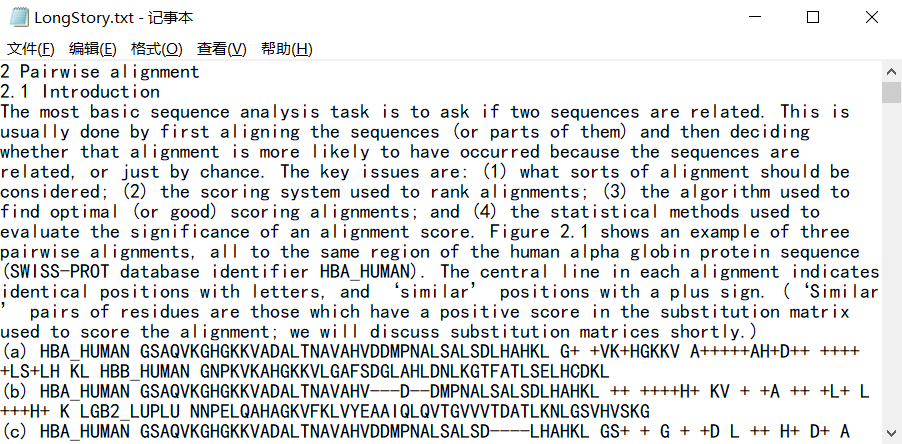 LongStory.txt - 记事本
文件(F) 编辑(E) 格式(O) 查看(V) 帮助(H)
2 Pairwise alignment
2.1 Introduction
The most basic sequence analysis task is to ask if two sequences are related. This is
usually done by first aligning the sequences (or parts of them) and then deciding
whether that alignment is more likely to have occurred because the sequences are
related, or just by chance. The key issues are: (1) what sorts of alignment should be
considered; (2) the scoring system used to rank alignments; (3) the algorithm used to
find optimal (or good) scoring alignments; and (4) the statistical methods used to
evaluate the significance of an alignment score. Figure 2.1 shows an example of three
pairwise alignments, all to the same region of the human alpha globin protein sequence
(SWISS-PROT database identifier HBA_HUMAN). The central line in each alignment indicates
identical positions with letters, and ‘similar’ positions with a plus sign. (‘Similar
’ pairs of residues are those which have a positive score in the substitution matrix
used to score the alignment; we will discuss substitution matrices shortly.)
(a) HBA_HUMAN GSAQVKGHGKKVADALTNAVAHVDDMPNALSALSDLHAHKL G+ +VK+HGKKV A+++++AH+D++ +++++
+LS+LH KL HBB_HUMAN GNPKVKAHGKKVLGAFSDGLAHLDNLKGTFATLSELHCDKL
(b) HBA_HUMAN GSAQVKGHGKKVADALTNAVAHV---D--DMPNALSALSDLHAHKL ++ ++++H+ KV + +A ++ +L+ L
+++H+ K LGB2_LUPLU NNPELQAHAGKVFKLVYEAAIQLQVTGVVVTDATLKNLGSVHVSKG
(c) HBA_HUMAN GSAQVKGHGKKVADALTNAVAHVDDMPNALSALSD----LHAHKL GS+ + G + +D L ++ H+ D+ A